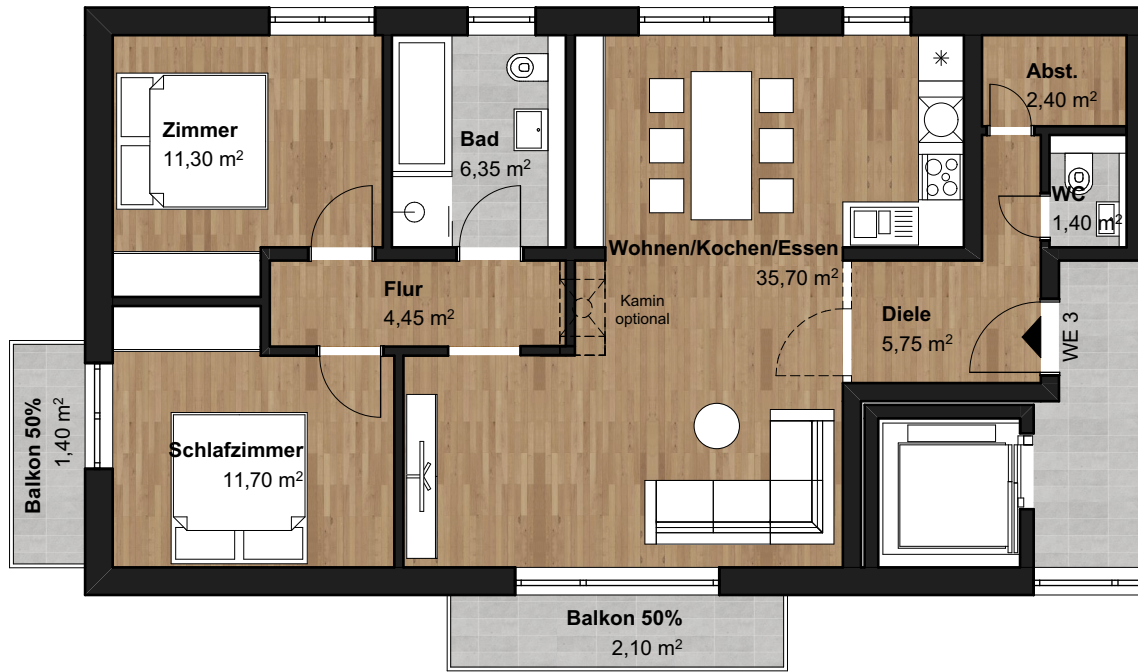 Zimmer
11,30 m²
Bad
6,35 m²
Abst.
2,40 m²
WC
1,40 m²
Wohnen/Kochen/Essen
35,70 m²
Flur
4,45 m²
Kamin
optional
Diele
5,75 m²
WE 3
Balkon 50%
1,40 m²
Schlafzimmer
11,70 m²
Balkon 50%
2,10 m²